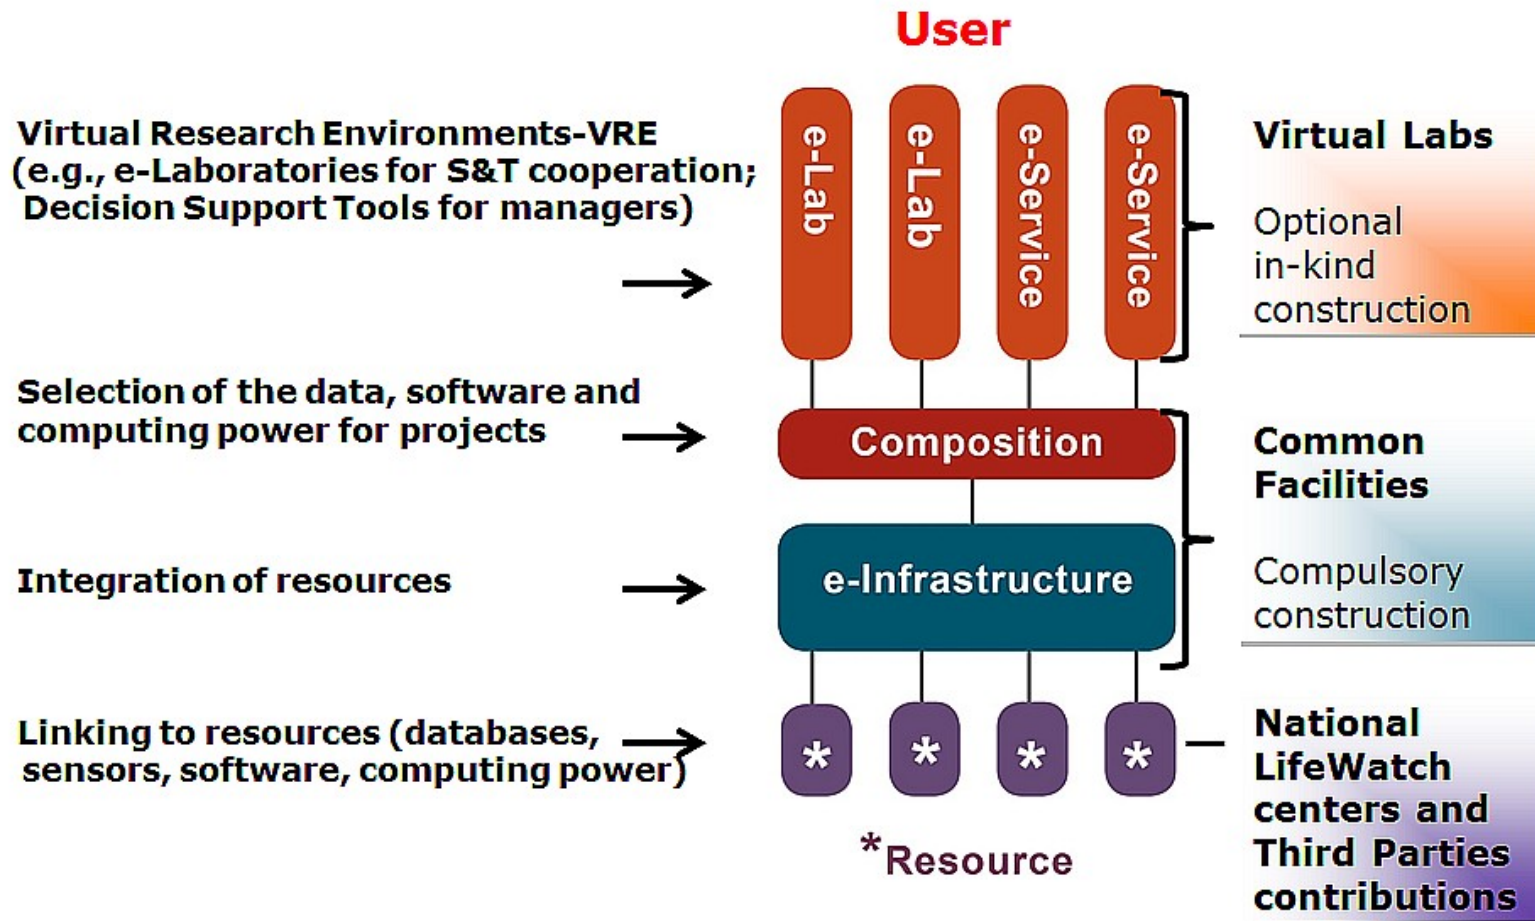 User
Virtual Research Environments-VRE
(e.g., e-Laboratories for S&T cooperation;
Decision Support Tools for managers)
e-Lab
e-Lab
e-Service
e-Service
Virtual Labs
Optional
in-kind
construction
Selection of the data, software and
computing power for projects
Composition
Common
Facilities
Integration of resources
e-Infrastructure
Compulsory
construction
Linking to resources (databases,
sensors, software, computing power)
*
*
*
*
National
LifeWatch
centers and
Third Parties
contributions
*Resource